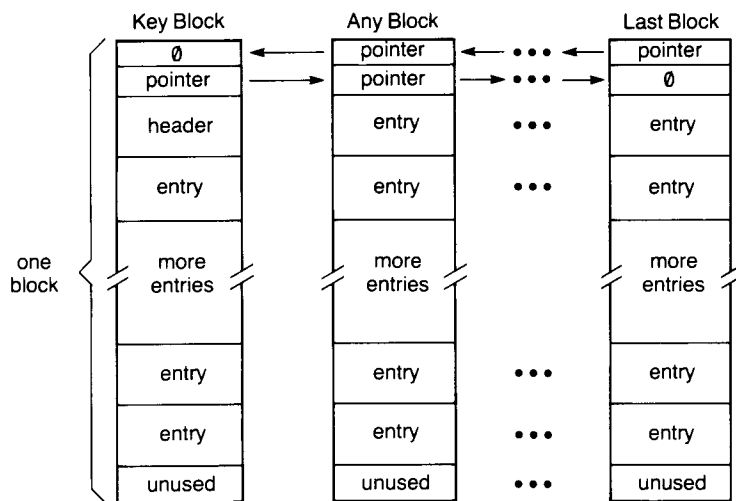 Key Block Any Block Last Block
0 pointer ••• pointer
pointer pointer ••• 0
header entry ••• entry
entry entry ••• entry
one block
more entries more entries more entries
entry entry ••• entry
entry entry ••• entry
unused unused ••• unused